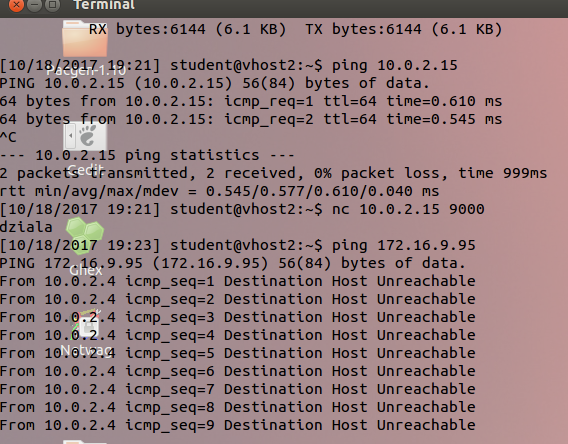 Terminal
RX bytes:6144 (6.1 KB)  TX bytes:6144 (6.1 KB)
Pacgen-1.10
[10/18/2017 19:21] student@vhost2:~$ ping 10.0.2.15
PING 10.0.2.15 (10.0.2.15) 56(84) bytes of data.
64 bytes from 10.0.2.15: icmp_req=1 ttl=64 time=0.610 ms
64 bytes from 10.0.2.15: icmp_req=2 ttl=64 time=0.545 ms
^C
--- 10.0.2.15 ping statistics ---
Gedit
2 packets transmitted, 2 received, 0% packet loss, time 999ms
rtt min/avg/max/mdev = 0.545/0.577/0.610/0.040 ms
[10/18/2017 19:21] student@vhost2:~$ nc 10.0.2.15 9000
dziala
[10/18/2017 19:23] student@vhost2:~$ ping 172.16.9.95
PING 172.16.9.95 (172.16.9.95) 56(84) bytes of data.
Ghex
From 10.0.2.4 icmp_seq=1 Destination Host Unreachable
From 10.0.2.4 icmp_seq=2 Destination Host Unreachable
From 10.0.2.4 icmp_seq=3 Destination Host Unreachable
From 10.0.2.4 icmp_seq=4 Destination Host Unreachable
Netwag
From 10.0.2.4 icmp_seq=5 Destination Host Unreachable
From 10.0.2.4 icmp_seq=6 Destination Host Unreachable
From 10.0.2.4 icmp_seq=7 Destination Host Unreachable
From 10.0.2.4 icmp_seq=8 Destination Host Unreachable
From 10.0.2.4 icmp_seq=9 Destination Host Unreachable